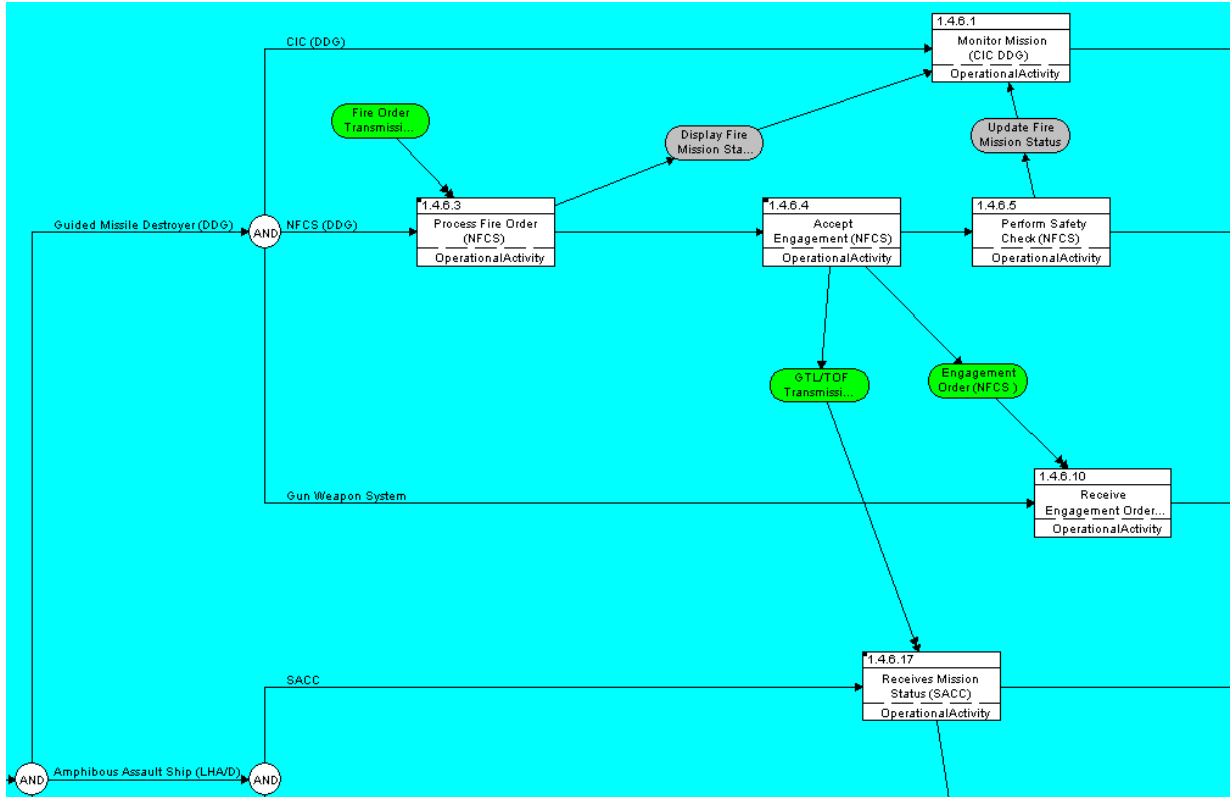 1.4.6.1
Monitor Mission
(CIC DDG)
OperationalActivity
CIC (DDG)
Fire Order
Transmissi...
Display Fire
Mission Sta...
Update Fire
Mission Status
Guided Missile Destroyer (DDG)
AND
NFCS (DDG)
1.4.6.3
Process Fire Order
(NFCS)
OperationalActivity
1.4.6.4
Accept
Engagement (NFCS)
OperationalActivity
1.4.6.5
Perform Safety
Check (NFCS)
OperationalActivity
GTL/TOF
Transmissi...
Engagement
Order (NFCS )
Gun Weapon System
1.4.6.10
Receive
Engagement Order...
OperationalActivity
SACC
1.4.6.17
Receives Mission
Status (SACC)
OperationalActivity
AND
Amphibous Assault Ship (LHA/D)
AND